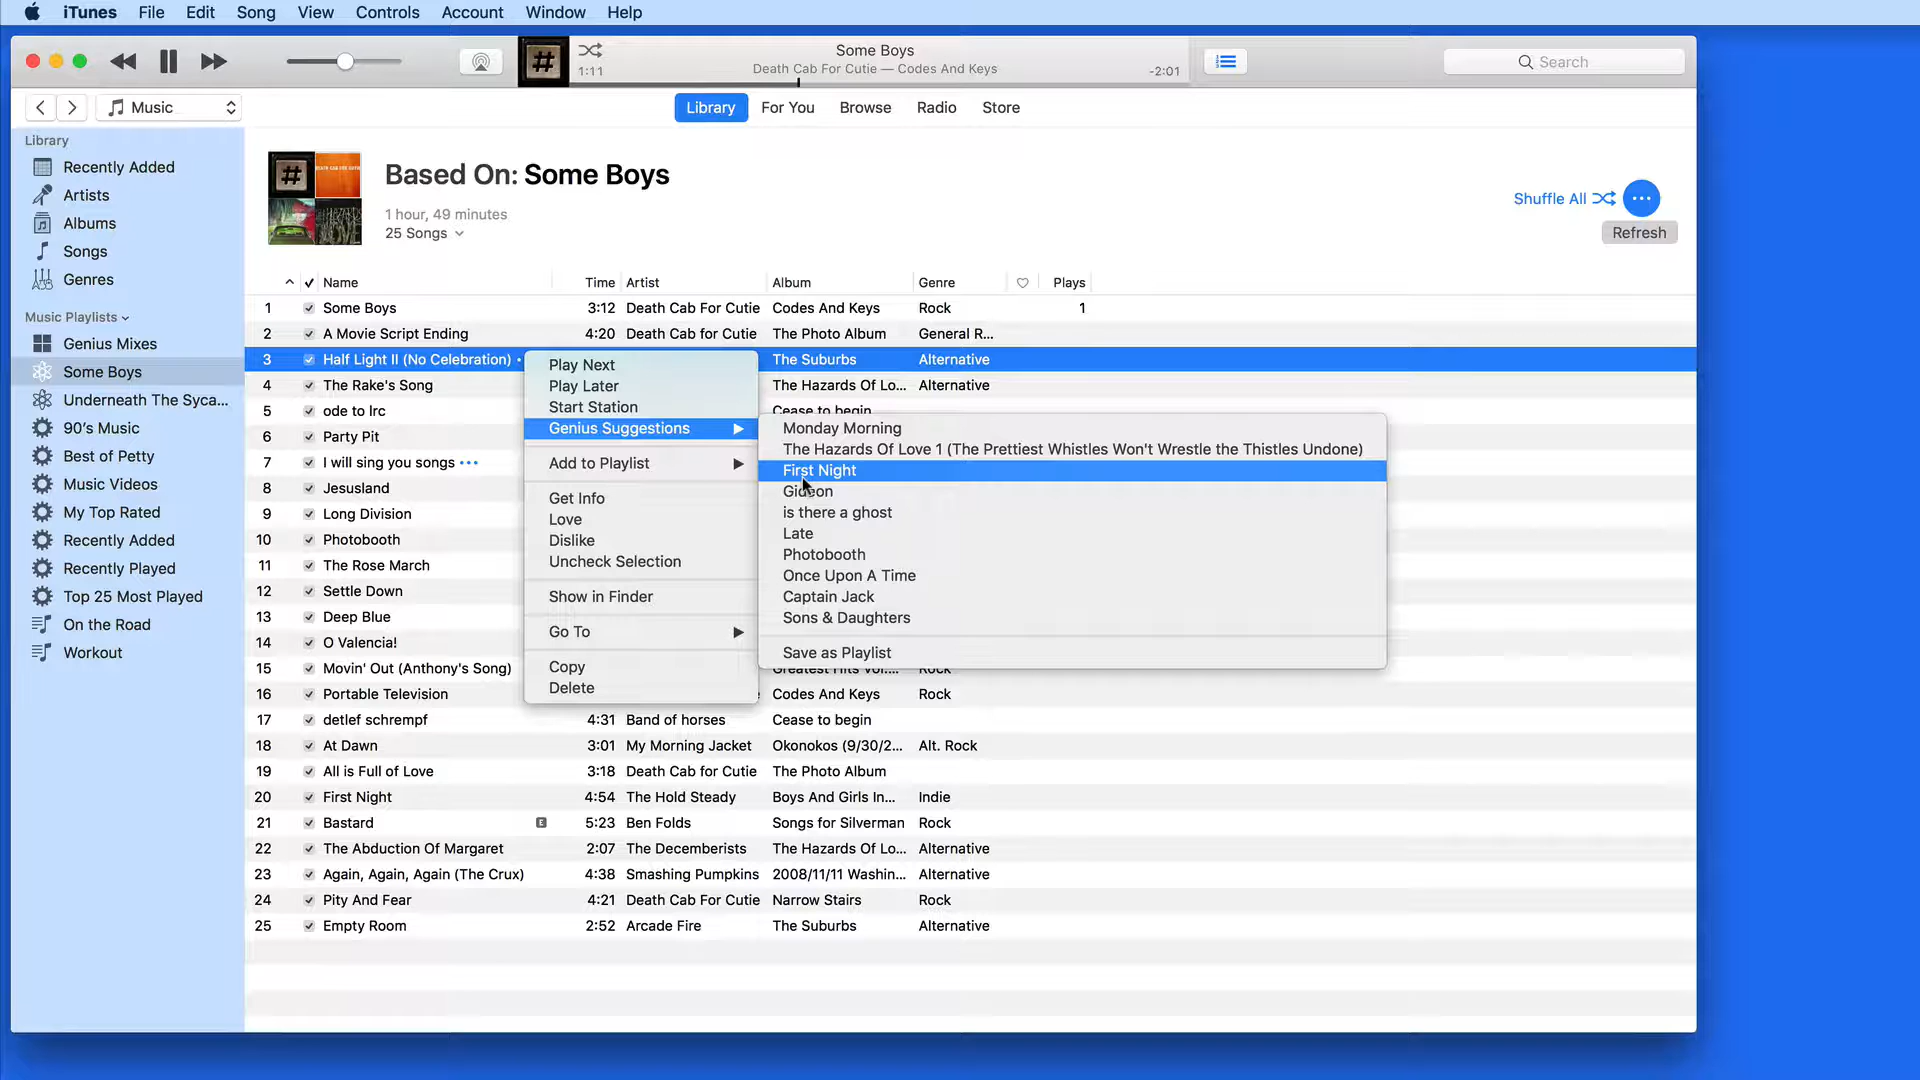 iTunes File Edit Song View Controls Account Window Help
Some Boys
1:11 Death Cab For Cutie — Codes And Keys -2:01
Search
Music
Library For You Browse Radio Store
Library
Recently Added
Artists
Albums
Songs
Genres
Music Playlists
Genius Mixes
Some Boys
Underneath The Syca...
90's Music
Best of Petty
Music Videos
My Top Rated
Recently Added
Recently Played
Top 25 Most Played
On the Road
Workout
Based On: Some Boys
1 hour, 49 minutes
25 Songs
Shuffle All
Refresh
Name Time Artist Album Genre Plays
1 Some Boys 3:12 Death Cab For Cutie Codes And Keys Rock 1
2 A Movie Script Ending 4:20 Death Cab for Cutie The Photo Album General R...
3 Half Light II (No Celebration) The Suburbs Alternative
4 The Rake's Song The Hazards Of Lo... Alternative
5 ode to lrc Cease to begin
6 Party Pit
7 I will sing you songs
8 Jesusland
9 Long Division
10 Photobooth
11 The Rose March
12 Settle Down
13 Deep Blue
14 O Valencia!
15 Movin' Out (Anthony's Song) Greatest Hits Vol.... Rock
16 Portable Television Codes And Keys Rock
17 detlef schrempf 4:31 Band of horses Cease to begin
18 At Dawn 3:01 My Morning Jacket Okonokos (9/30/2... Alt. Rock
19 All is Full of Love 3:18 Death Cab for Cutie The Photo Album
20 First Night 4:54 The Hold Steady Boys And Girls In... Indie
21 Bastard E 5:23 Ben Folds Songs for Silverman Rock
22 The Abduction Of Margaret 2:07 The Decemberists The Hazards Of Lo... Alternative
23 Again, Again, Again (The Crux) 4:38 Smashing Pumpkins 2008/11/11 Washin... Alternative
24 Pity And Fear 4:21 Death Cab For Cutie Narrow Stairs Rock
25 Empty Room 2:52 Arcade Fire The Suburbs Alternative
Play Next
Play Later
Start Station
Genius Suggestions
Add to Playlist
Get Info
Love
Dislike
Uncheck Selection
Show in Finder
Go To
Copy
Delete
Monday Morning
The Hazards Of Love 1 (The Prettiest Whistles Won't Wrestle the Thistles Undone)
First Night
Gideon
is there a ghost
Late
Photobooth
Once Upon A Time
Captain Jack
Sons & Daughters
Save as Playlist